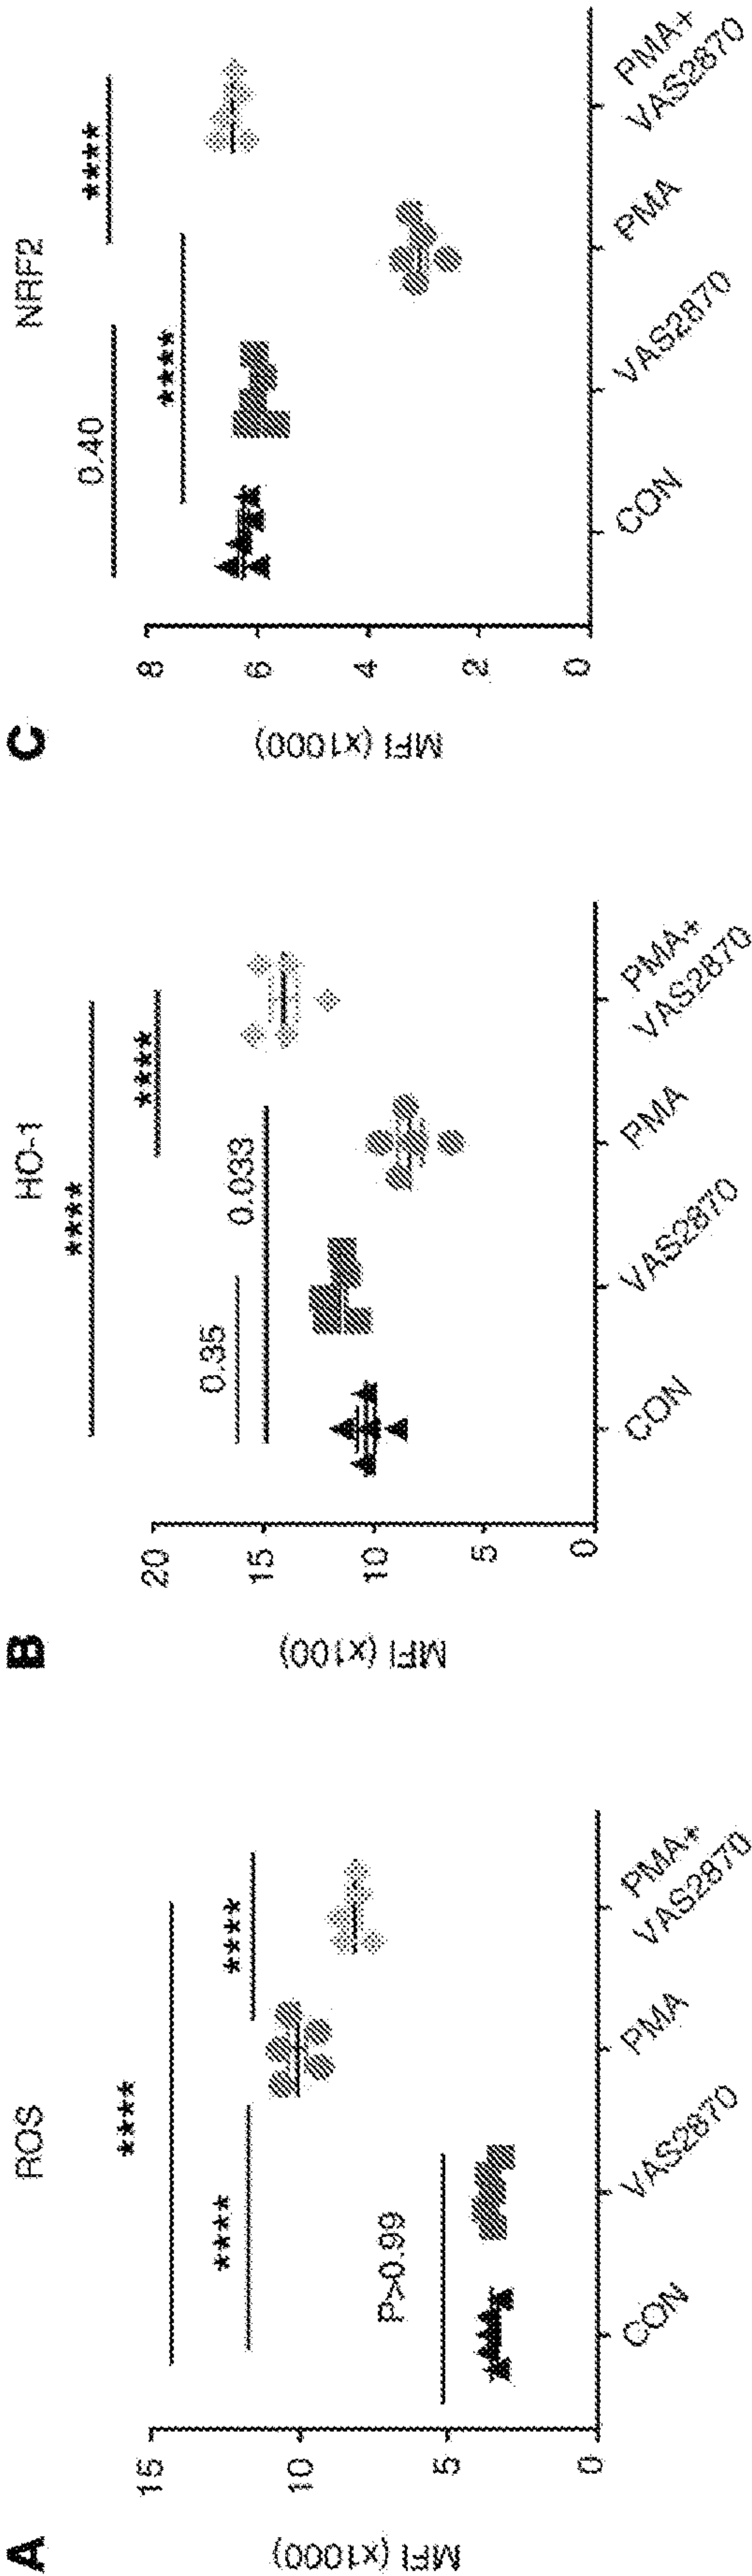 A
ROS
MFI (x1000)
15
10
5
0
****
****
****
P>0.99
CON
VAS2870
PMA
PMA+
VAS2870
B
HO-1
MFI (x100)
20
15
10
5
0
****
****
0.35
0.033
CON
VAS2870
PMA
PMA+
VAS2870
C
NRF2
MFI (x1000)
8
6
4
2
0
0.40
****
****
CON
VAS2870
PMA
PMA+
VAS2870